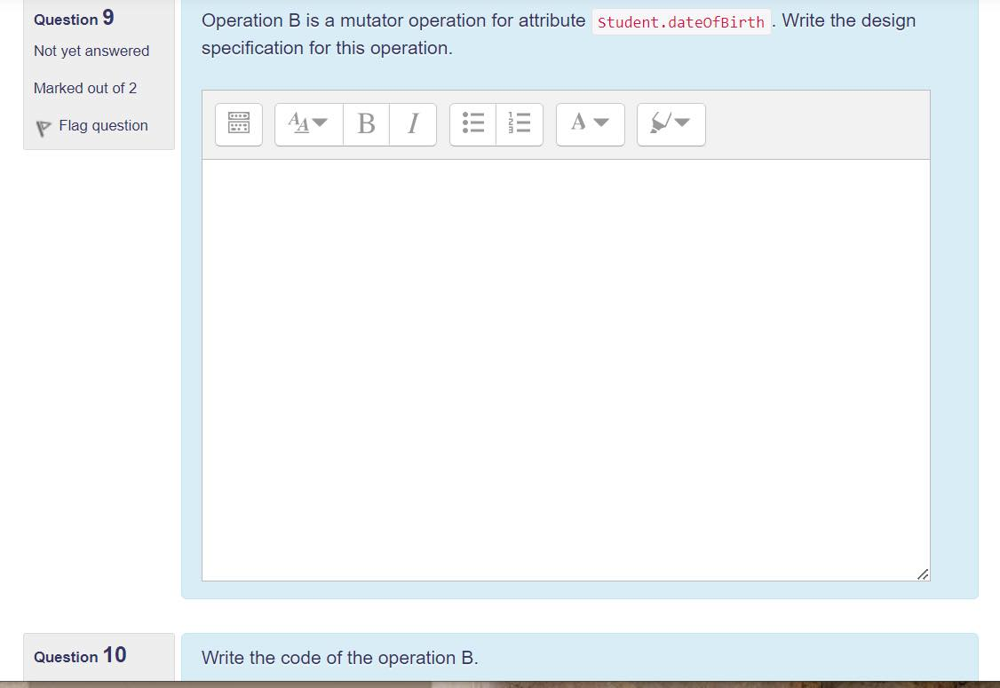 Question 9
Not yet answered
Marked out of 2
Flag question
Operation B is a mutator operation for attribute Student.dateOfBirth . Write the design
specification for this operation.
Question 10
Write the code of the operation B.